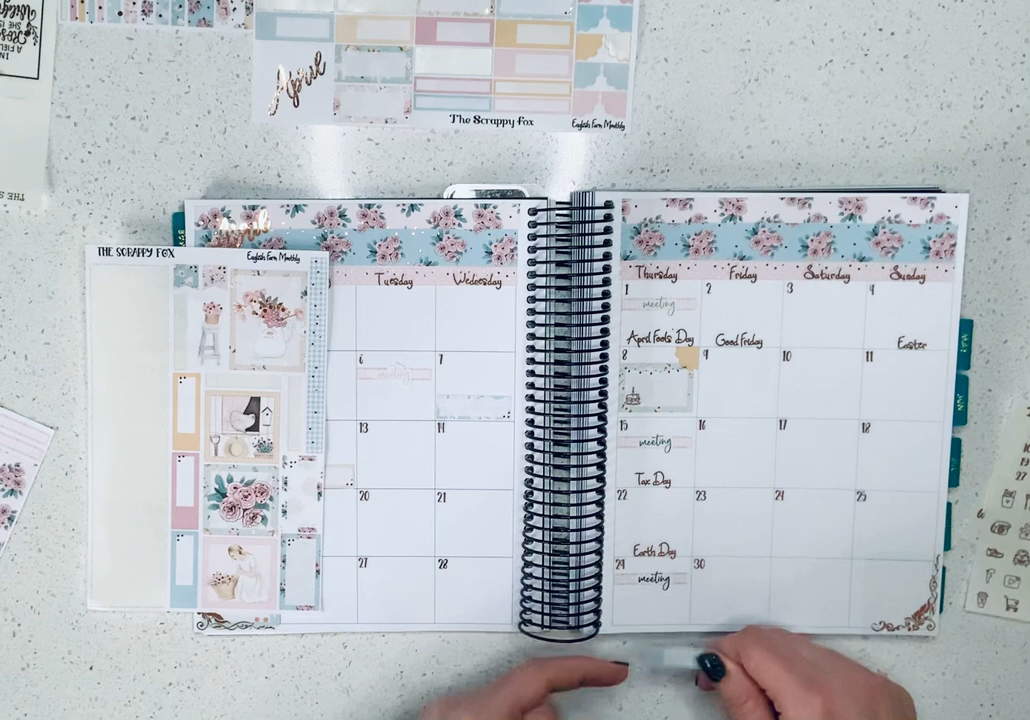 April
The Scrappy Fox
English Farm Monthly
THE SCRAPPY FOX
English Farm Monthly
Tuesday
Wednesday
Thursday
Friday
Saturday
Sunday
1
meeting
April Fools' Day
2
Good Friday
3
4
Easter
6
7
8
9
10
11
13
14
15
meeting
Tax Day
16
17
18
20
21
22
Earth Day
23
24
25
27
28
29
meeting
30